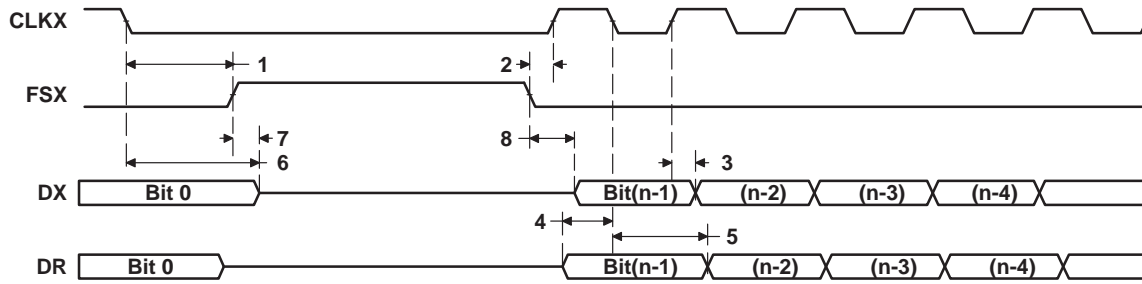 CLKX
1
2
FSX
7
8
6
3
DX
Bit 0
Bit(n-1)
(n-2)
(n-3)
(n-4)
4
5
DR
Bit 0
Bit(n-1)
(n-2)
(n-3)
(n-4)